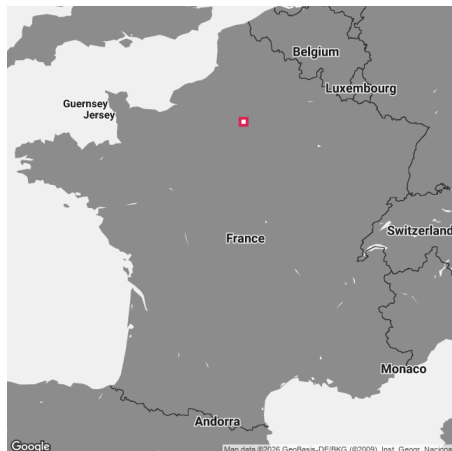 Belgium
Luxembourg
Guernsey
Jersey
Switzerland
France
Monaco
Andorra
Google
Map data ©2026 GeoBasis-DE/BKG (©2009), Inst. Geogr. Nacional